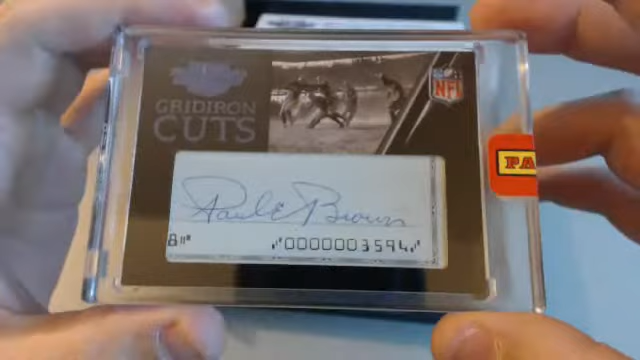 GRIDIRON
CUTS
NFL
PA
Paul E Brown
8⑈ ⑈0000003594⑈